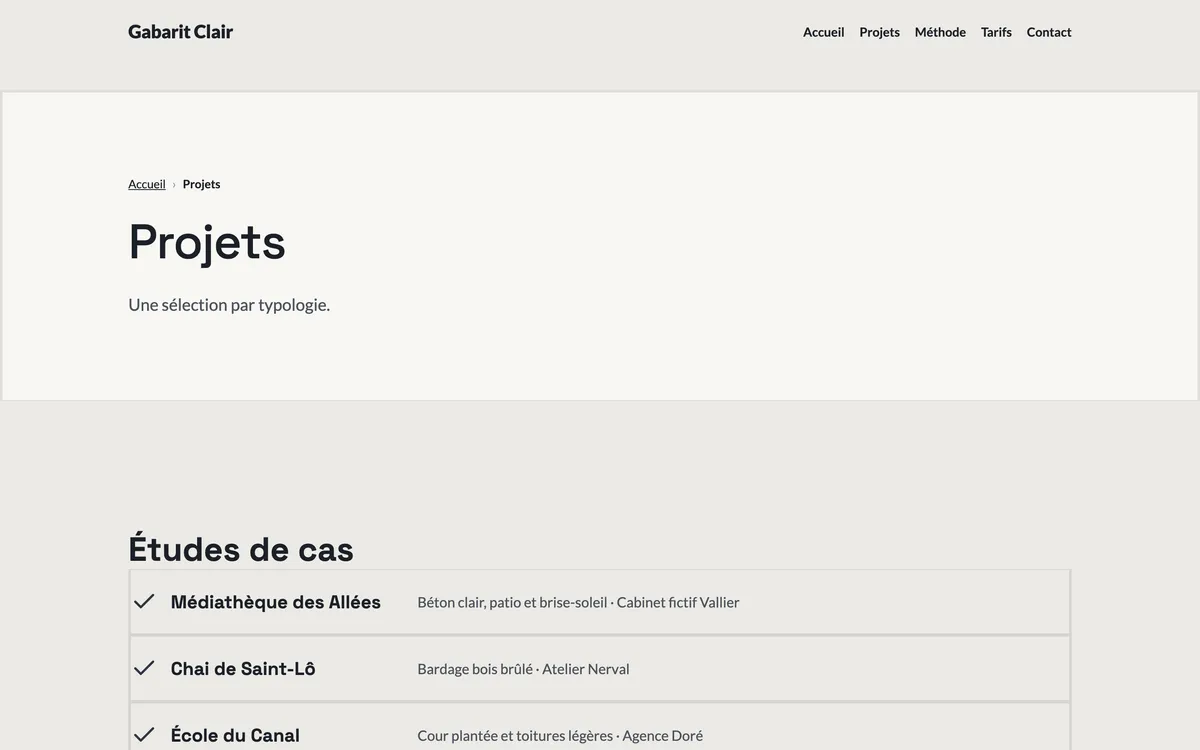 Gabarit Clair
Accueil Projets Méthode Tarifs Contact
Accueil › Projets
Projets
Une sélection par typologie.
Études de cas
Médiathèque des Allées Béton clair, patio et brise-soleil · Cabinet fictif Vallier
Chai de Saint-Lô Bardage bois brûlé · Atelier Nerval
École du Canal Cour plantée et toitures légères · Agence Doré